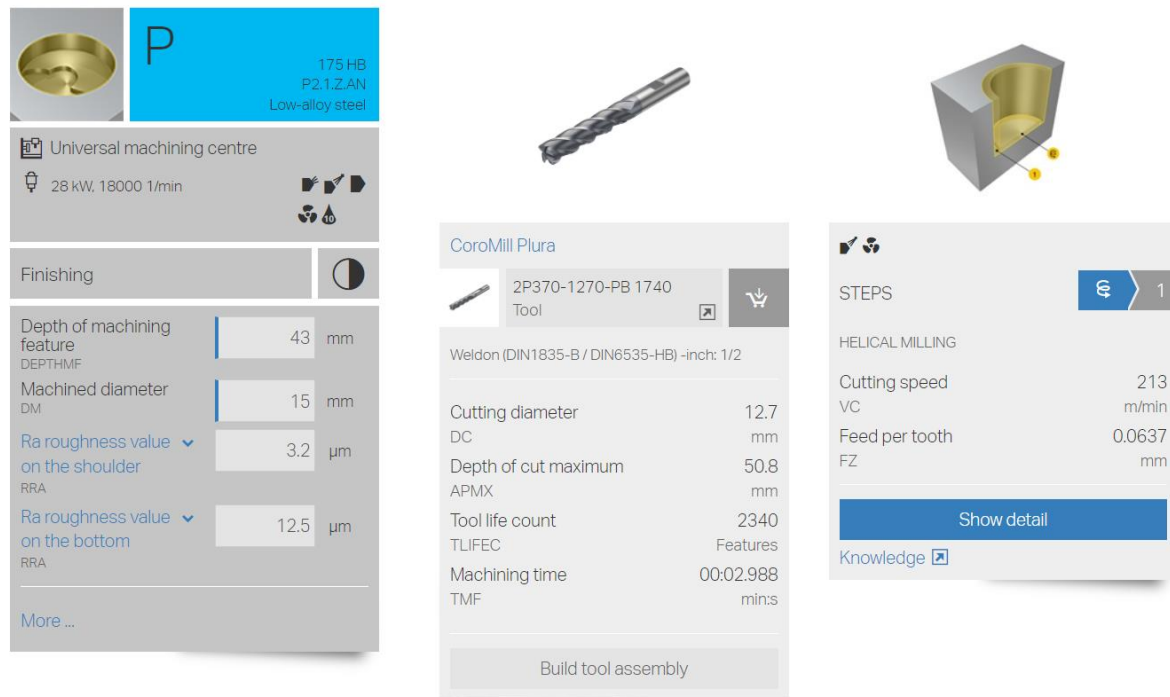 P
175 HB
P2.1.Z.AN
Low-alloy steel
Universal machining centre
28 kW, 18000 1/min
10
Finishing
Depth of machining
feature
DEPTHMF
43 mm
Machined diameter
DM
15 mm
Ra roughness value
on the shoulder
RRA
3.2 µm
Ra roughness value
on the bottom
RRA
12.5 µm
More ...
CoroMill Plura
2P370-1270-PB 1740
Tool
Weldon (DIN1835-B / DIN6535-HB) -inch: 1/2
Cutting diameter 12.7
DC mm
Depth of cut maximum 50.8
APMX mm
Tool life count 2340
TLIFEC Features
Machining time 00:02.988
TMF min:s
Build tool assembly
1
STEPS
1
HELICAL MILLING
Cutting speed 213
VC m/min
Feed per tooth 0.0637
FZ mm
Show detail
Knowledge